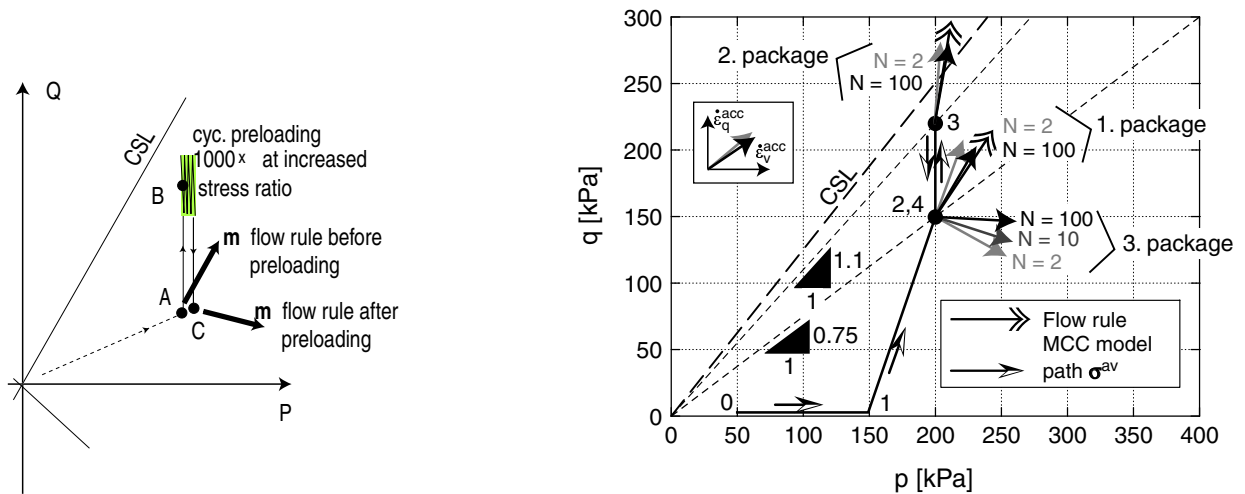 Q
CSL
cyc. preloading
1000 x at increased
stress ratio
B
m flow rule before
preloading
A
C
m flow rule after
preloading
P
q [kPa]
300
250
200
150
100
50
0
0 50 100 150 200 250 300 350 400
p [kPa]
2. package
N = 2
N = 100
ε̇q^acc
ε̇v^acc
CSL
3
N = 2
N = 100
1. package
2,4
N = 100
N = 10
N = 2
3. package
1.1
1
0.75
1
0
1
Flow rule
MCC model
path σ^av